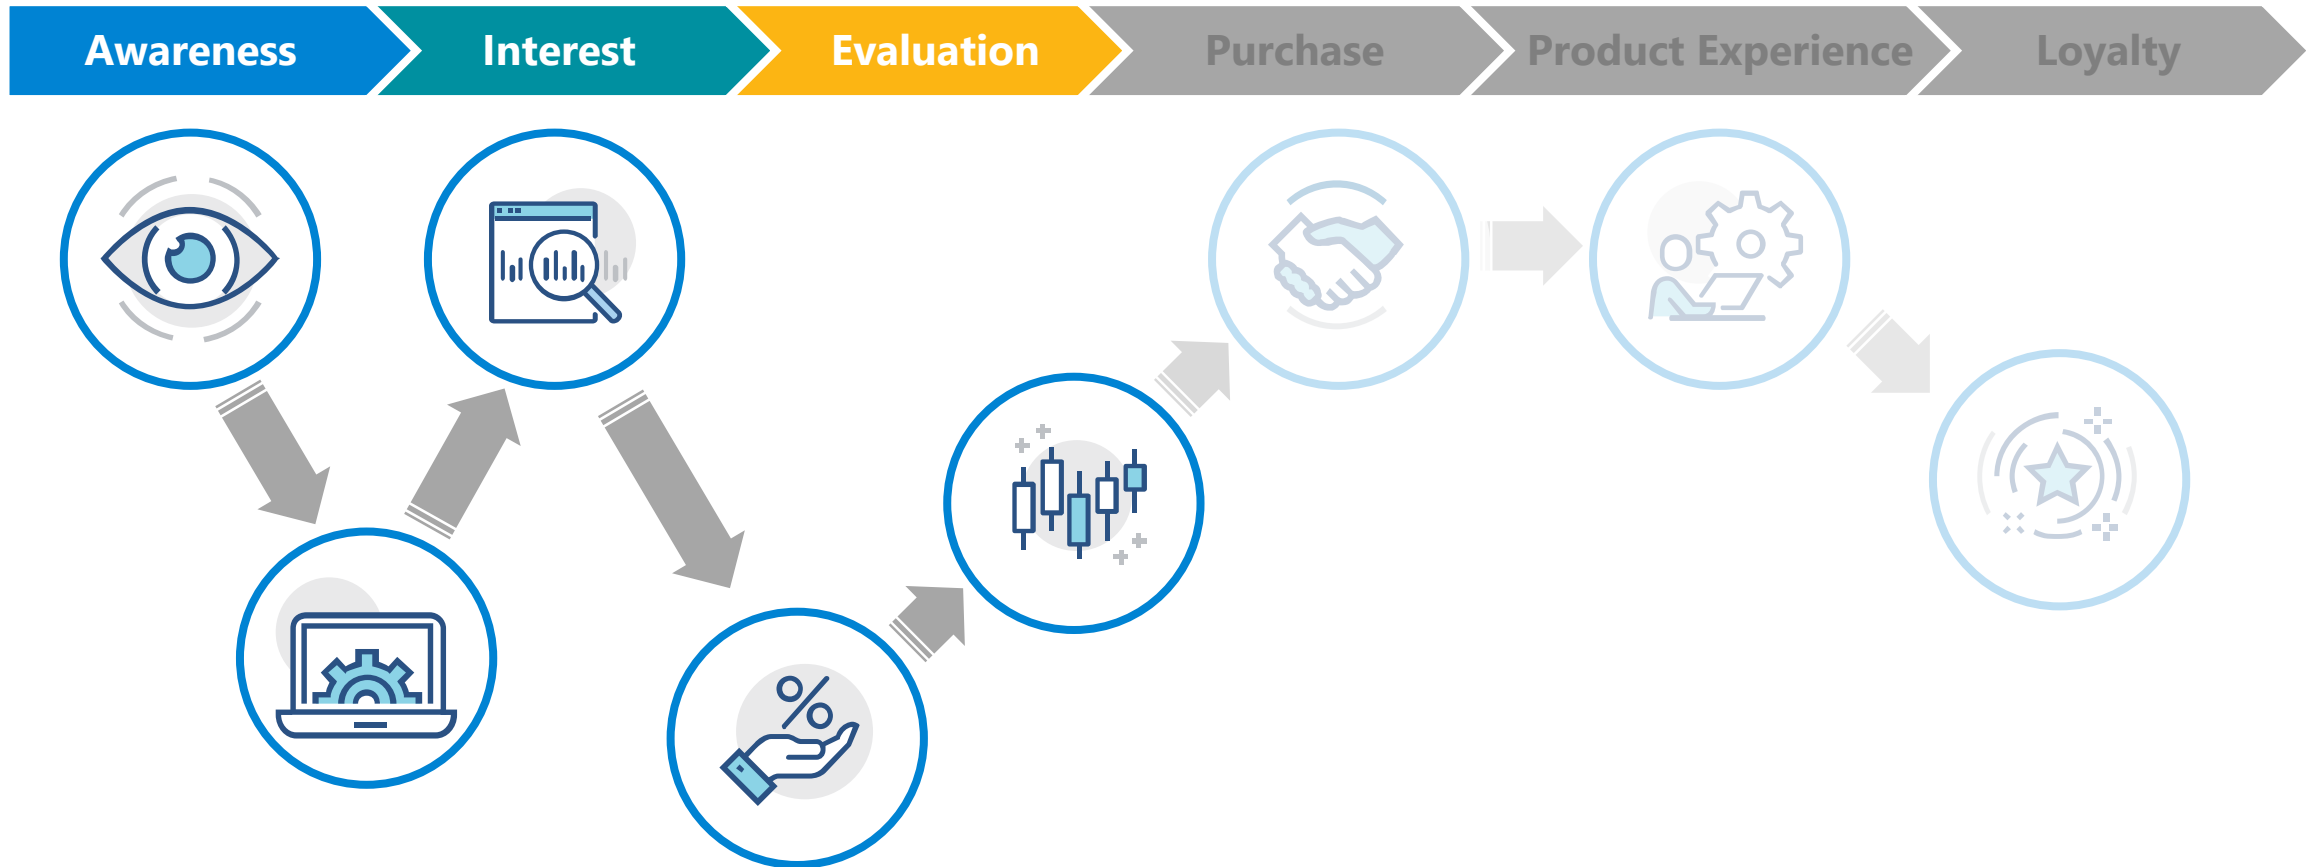 Awareness
Interest
Evaluation
Purchase
Product Experience
Loyalty